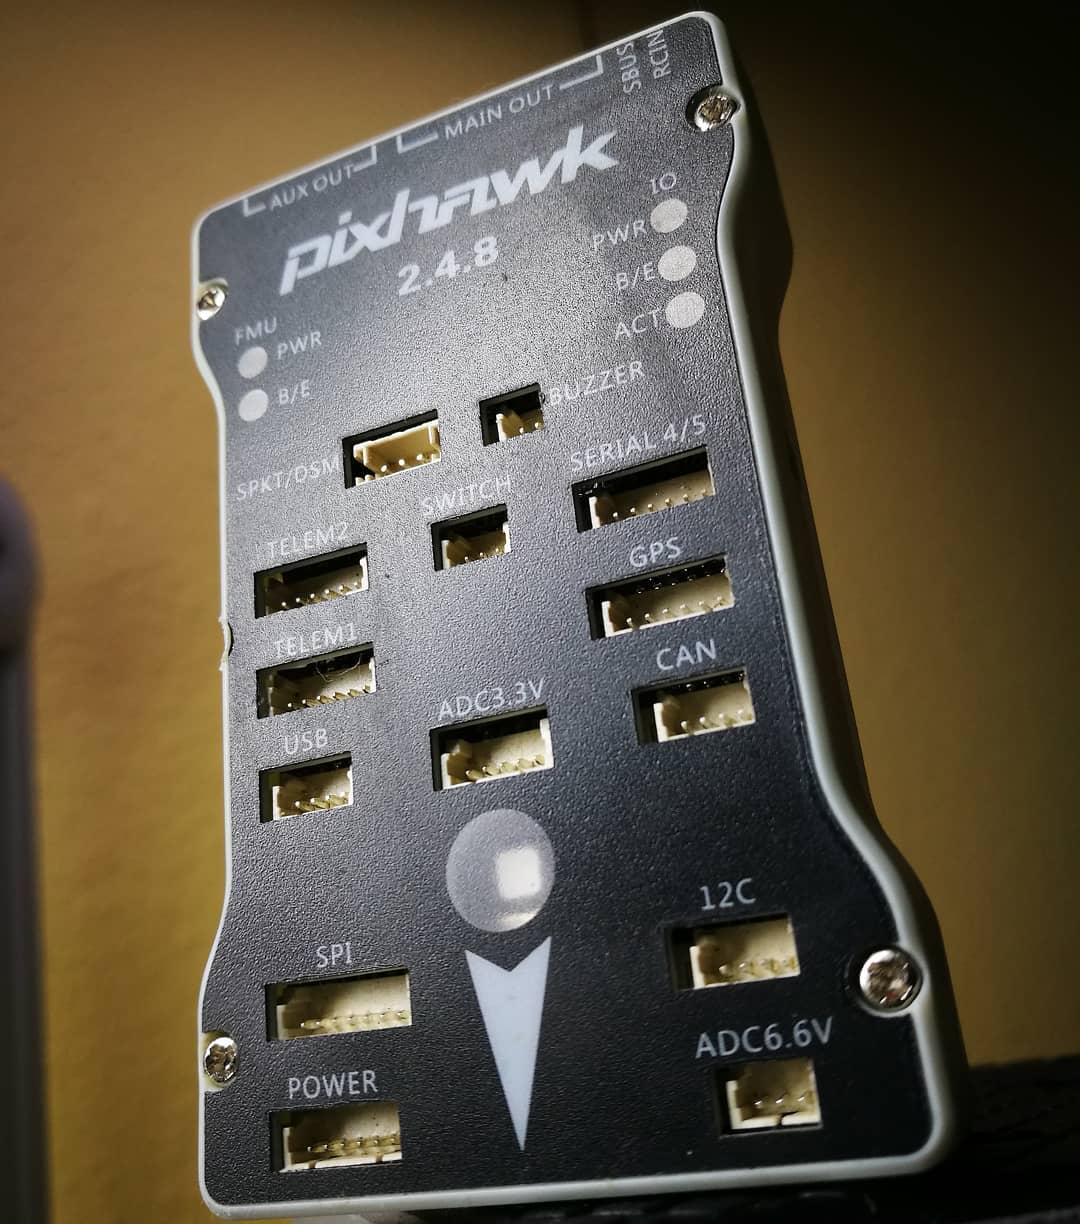 SBUS
RCIN
MAIN OUT
AUX OUT
pixhawk
2.4.8
IO
PWR
B/E
ACT
FMU
PWR
B/E
BUZZER
SPKT/DSM
SERIAL 4/5
SWITCH
TELEM2
GPS
TELEM1
CAN
ADC3.3V
USB
12C
SPI
ADC6.6V
POWER